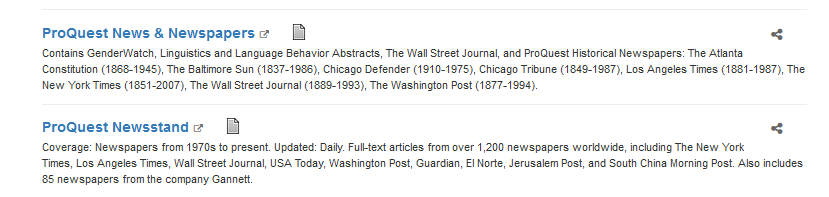 ProQuest News & Newspapers
Contains GenderWatch, Linguistics and Language Behavior Abstracts, The Wall Street Journal, and ProQuest Historical Newspapers: The Atlanta
Constitution (1868-1945), The Baltimore Sun (1837-1986), Chicago Defender (1910-1975), Chicago Tribune (1849-1987), Los Angeles Times (1881-1987), The
New York Times (1851-2007), The Wall Street Journal (1889-1993), The Washington Post (1877-1994).
ProQuest Newsstand
Coverage: Newspapers from 1970s to present. Updated: Daily. Full-text articles from over 1,200 newspapers worldwide, including The New York
Times, Los Angeles Times, Wall Street Journal, USA Today, Washington Post, Guardian, El Norte, Jerusalem Post, and South China Morning Post. Also includes
85 newspapers from the company Gannett.